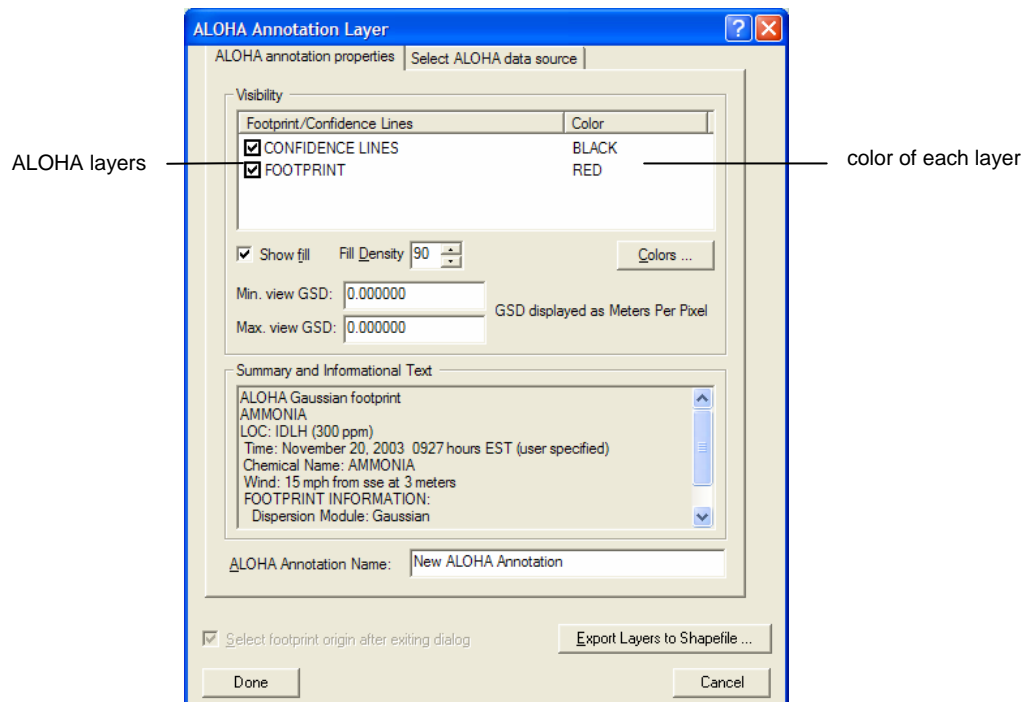 ALOHA Annotation Layer
ALOHA annotation properties Select ALOHA data source
Visibility
Footprint/Confidence Lines Color
CONFIDENCE LINES BLACK
ALOHA layers color of each layer
FOOTPRINT RED
Show fill Fill Density 90 Colors ...
Min. view GSD: 0.000000
GSD displayed as Meters Per Pixel
Max. view GSD: 0.000000
Summary and Informational Text
ALOHA Gaussian footprint
AMMONIA
LOC: IDLH (300 ppm)
Time: November 20, 2003 0927 hours EST (user specified)
Chemical Name: AMMONIA
Wind: 15 mph from sse at 3 meters
FOOTPRINT INFORMATION:
Dispersion Module: Gaussian
ALOHA Annotation Name: New ALOHA Annotation
Select footprint origin after exiting dialog Export Layers to Shapefile ...
Done Cancel